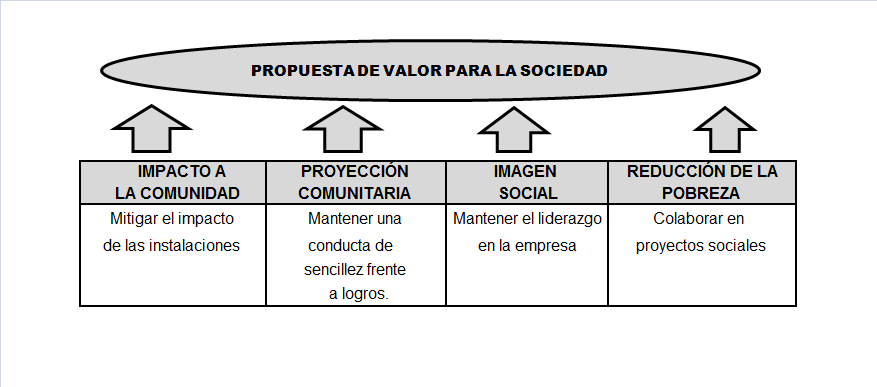 PROPUESTA DE VALOR PARA LA SOCIEDAD
IMPACTO A
LA COMUNIDAD
Mitigar el impacto
de las instalaciones
PROYECCIÓN
COMUNITARIA
Mantener una
conducta de
sencillez frente
a logros.
IMAGEN
SOCIAL
Mantener el liderazgo
en la empresa
REDUCCIÓN DE LA
POBREZA
Colaborar en
proyectos sociales